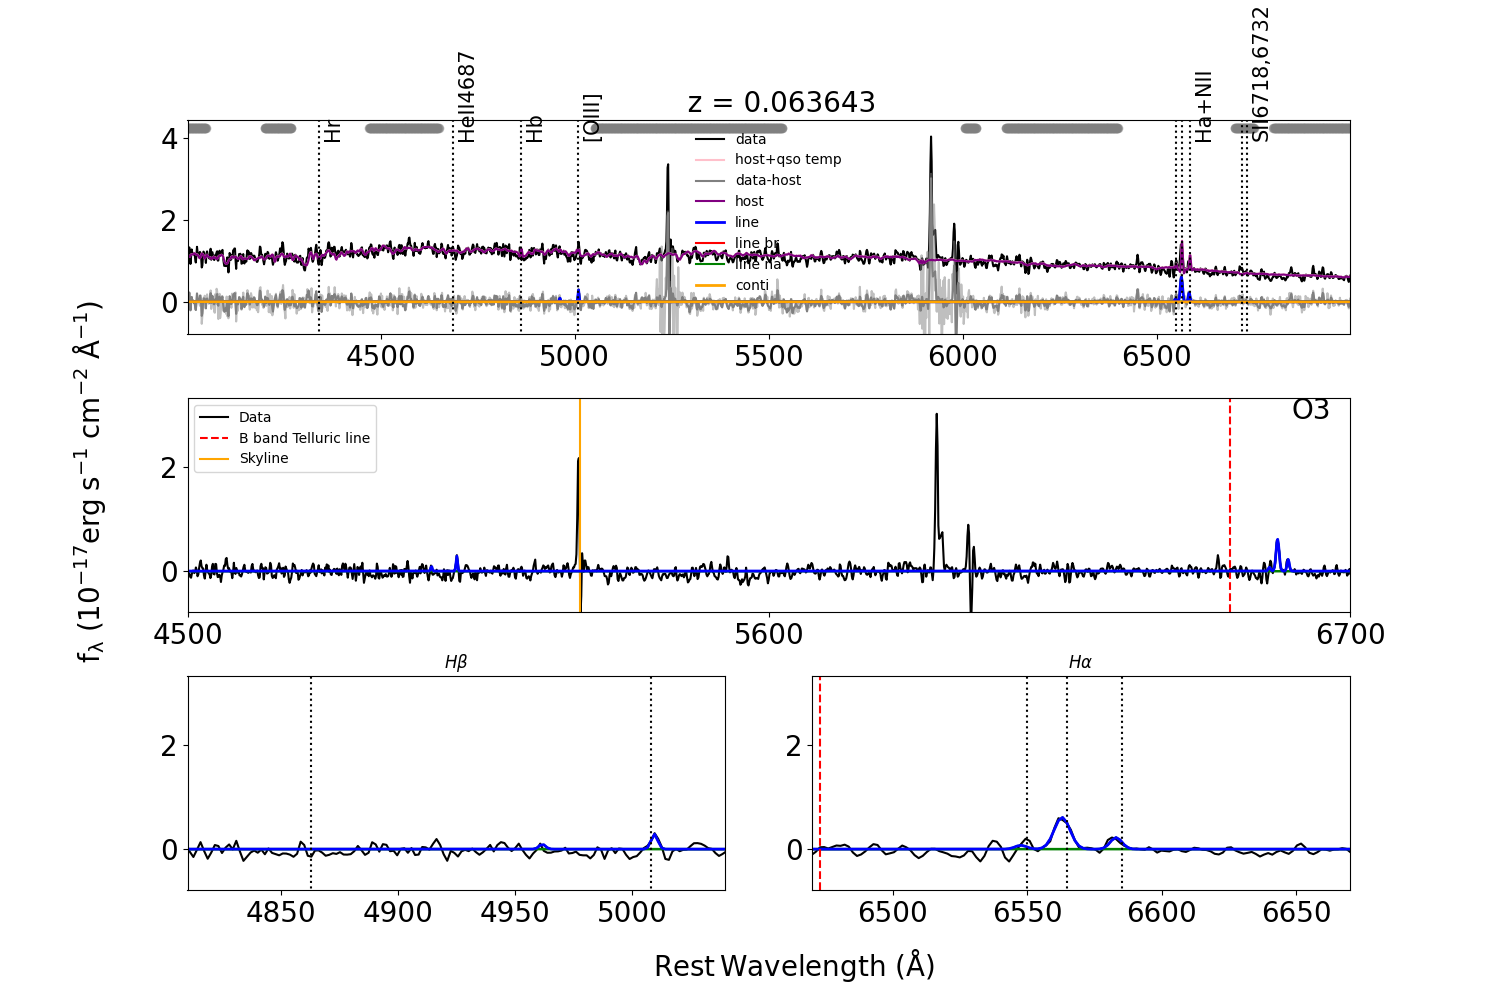 z = 0.063643
Hr
HeII4687
Hb
[OIII]
Ha+NII
SII6718,6732
data
host+qso temp
data-host
host
line
line br
line na
conti
4
2
0
4500 5000 5500 6000 6500
f_λ (10^−17 erg s^−1 cm^−2 Å^−1)
Data
B band Telluric line
Skyline
O3
2
0
4500 5600 6700
Hβ
2
0
4850 4900 4950 5000
Hα
2
0
6500 6550 6600 6650
Rest Wavelength (Å)